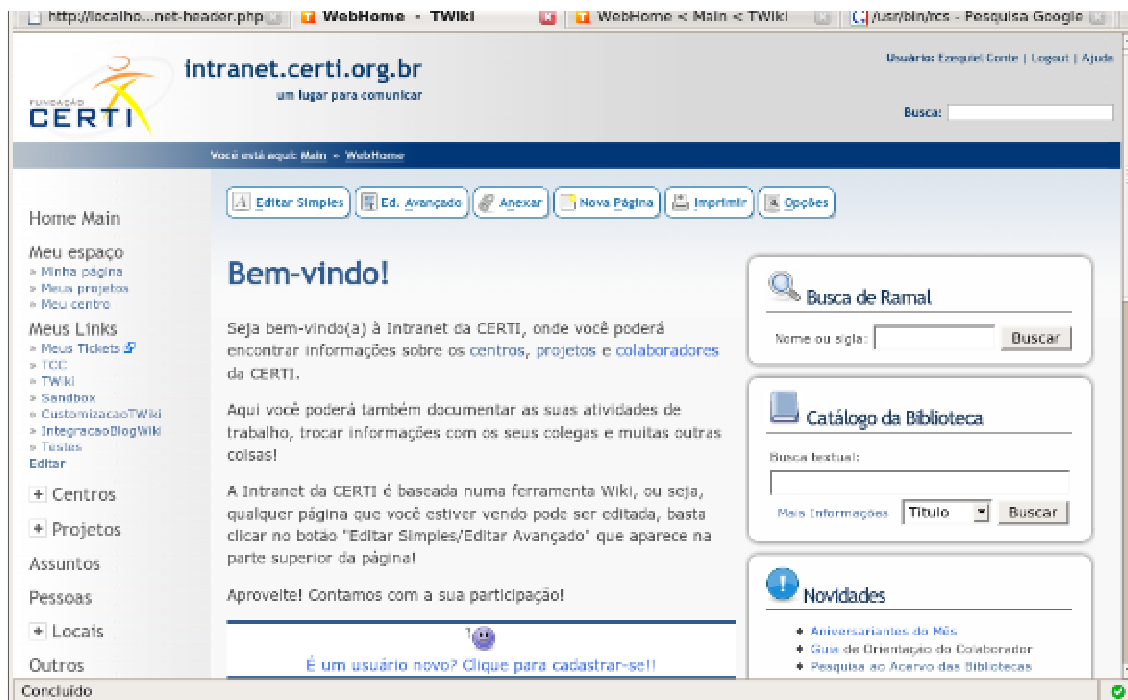 http://localho...net-header.php
WebHome - TWiki
WebHome < Main < TWiki
/usr/bin/rcs - Pesquisa Google
FUNDAÇÃO
CERTI
intranet.certi.org.br
um lugar para comunicar
Usuário: Ezequiel Conte | Logout | Ajuda
Busca:
Você está aqui: Main » WebHome
Editar Simples
Ed. Avançado
Anexar
Nova Página
Imprimir
Opções
Home Main
Meu espaço
» Minha página
» Meus projetos
» Meu centro
Meus Links
» Meus Tickets
» TCC
» TWiki
» Sandbox
» CustomizacaoTWiki
» IntegracaoBlogWiki
» Testes
Editar
+ Centros
+ Projetos
Assuntos
Pessoas
+ Locais
Outros
Bem-vindo!
Seja bem-vindo(a) à Intranet da CERTI, onde você poderá
encontrar informações sobre os centros, projetos e colaboradores
da CERTI.
Aqui você poderá também documentar as suas atividades de
trabalho, trocar informações com os seus colegas e muitas outras
coisas!
A Intranet da CERTI é baseada numa ferramenta Wiki, ou seja,
qualquer página que você estiver vendo pode ser editada, basta
clicar no botão "Editar Simples/Editar Avançado" que aparece na
parte superior da página!
Aproveite! Contamos com a sua participação!
É um usuário novo? Clique para cadastrar-se!!
Busca de Ramal
Nome ou sigla:
Buscar
Catálogo da Biblioteca
Busca textual:
Mais Informações
Título
Buscar
Novidades
Aniversariantes do Mês
Guia de Orientação do Colaborador
Pesquisa ao Acervo das Bibliotecas
Concluído